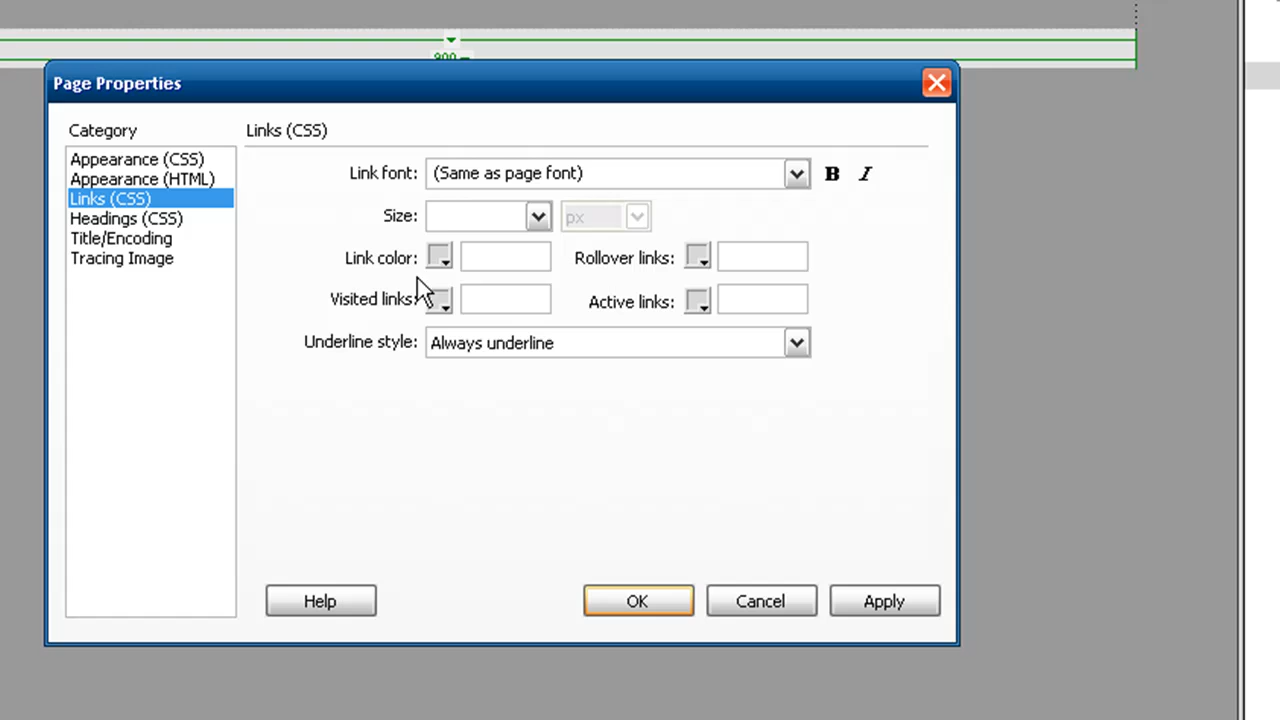 900
Page Properties
Category
Links (CSS)
Appearance (CSS)
Appearance (HTML)
Links (CSS)
Headings (CSS)
Title/Encoding
Tracing Image
Link font: (Same as page font) B I
Size: px
Link color: Rollover links:
Visited links: Active links:
Underline style: Always underline
Help OK Cancel Apply